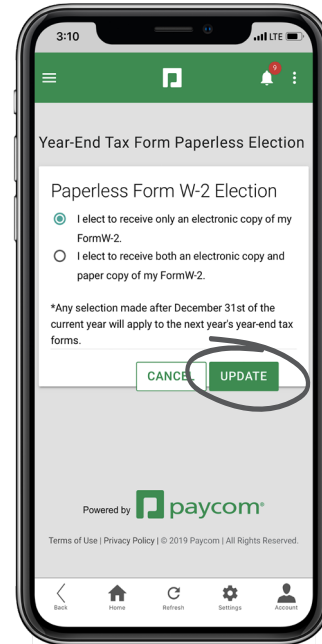 3:10
LTE
9
Year-End Tax Form Paperless Election
Paperless Form W-2 Election
I elect to receive only an electronic copy of my
FormW-2.
I elect to receive both an electronic copy and
paper copy of my FormW-2.
*Any selection made after December 31st of the
current year will apply to the next year's year-end tax
forms.
CANCEL UPDATE
Powered by paycom®
Terms of Use | Privacy Policy | © 2019 Paycom | All Rights Reserved.
Back Home Refresh Settings Account